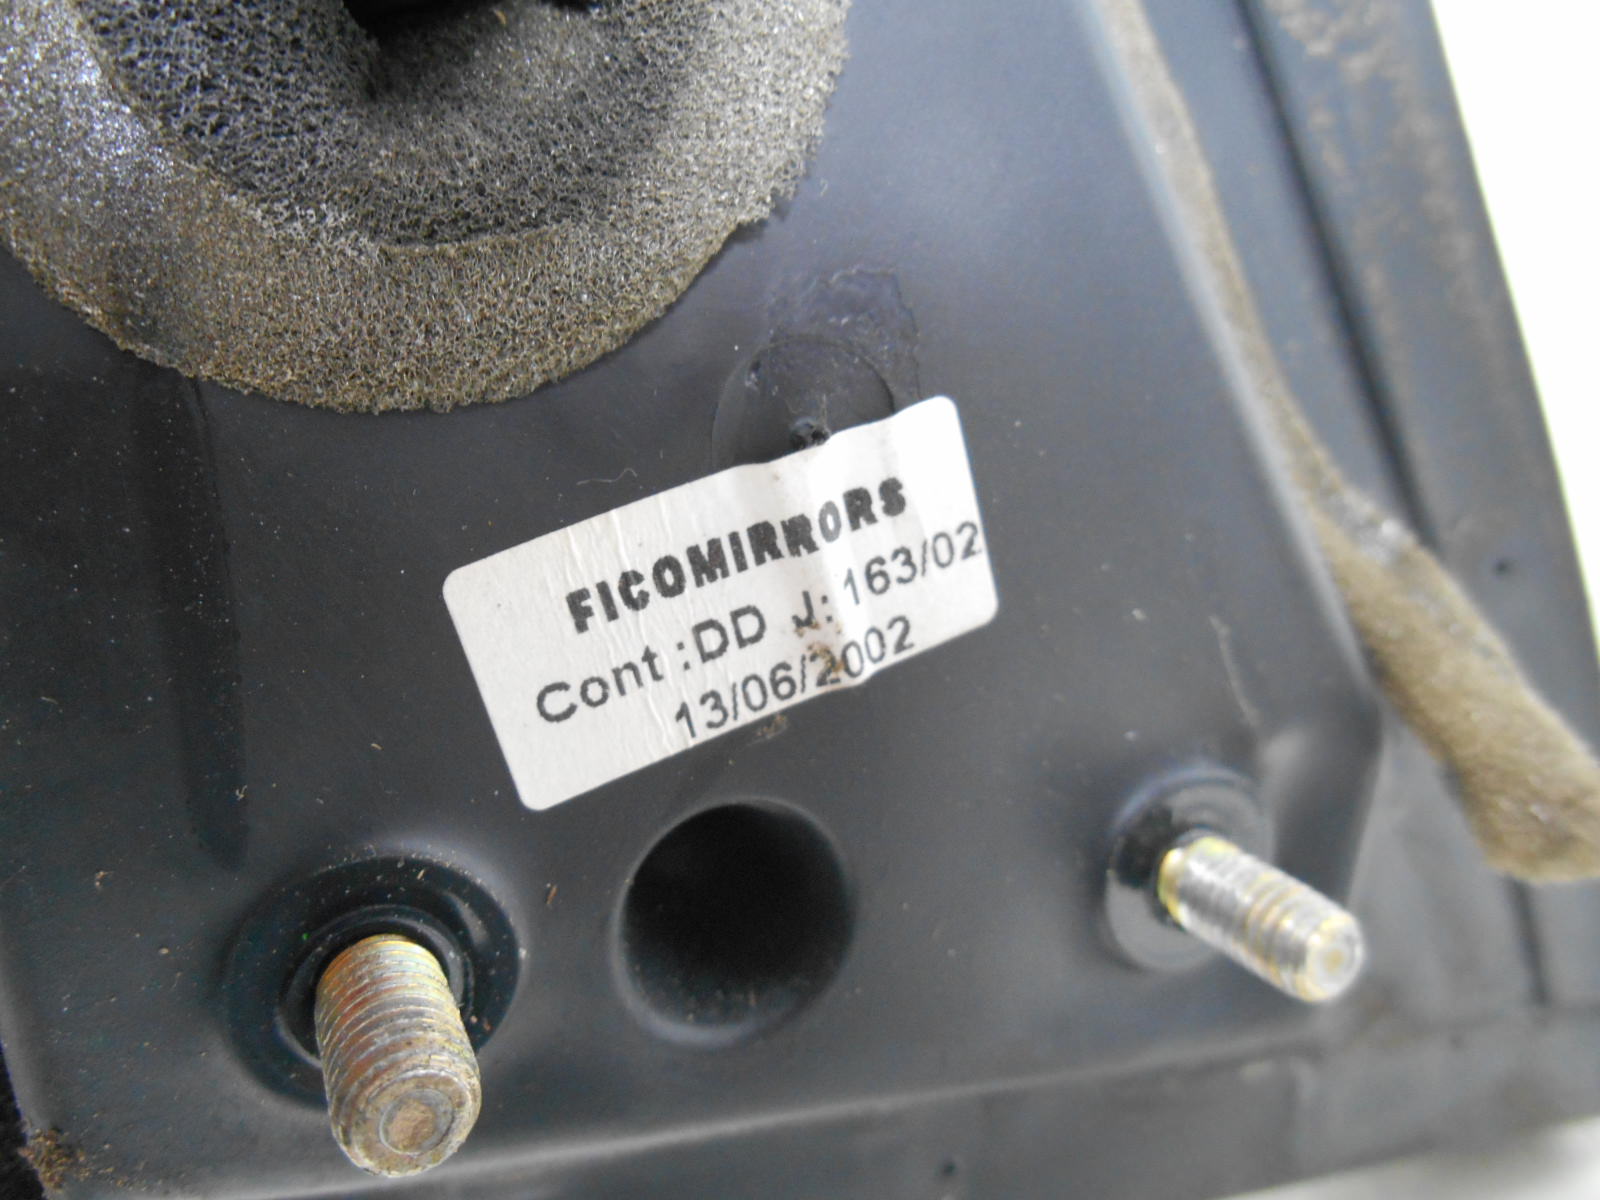 FICOMIRRORS
Cont :DD J: 163/02
13/06/2002